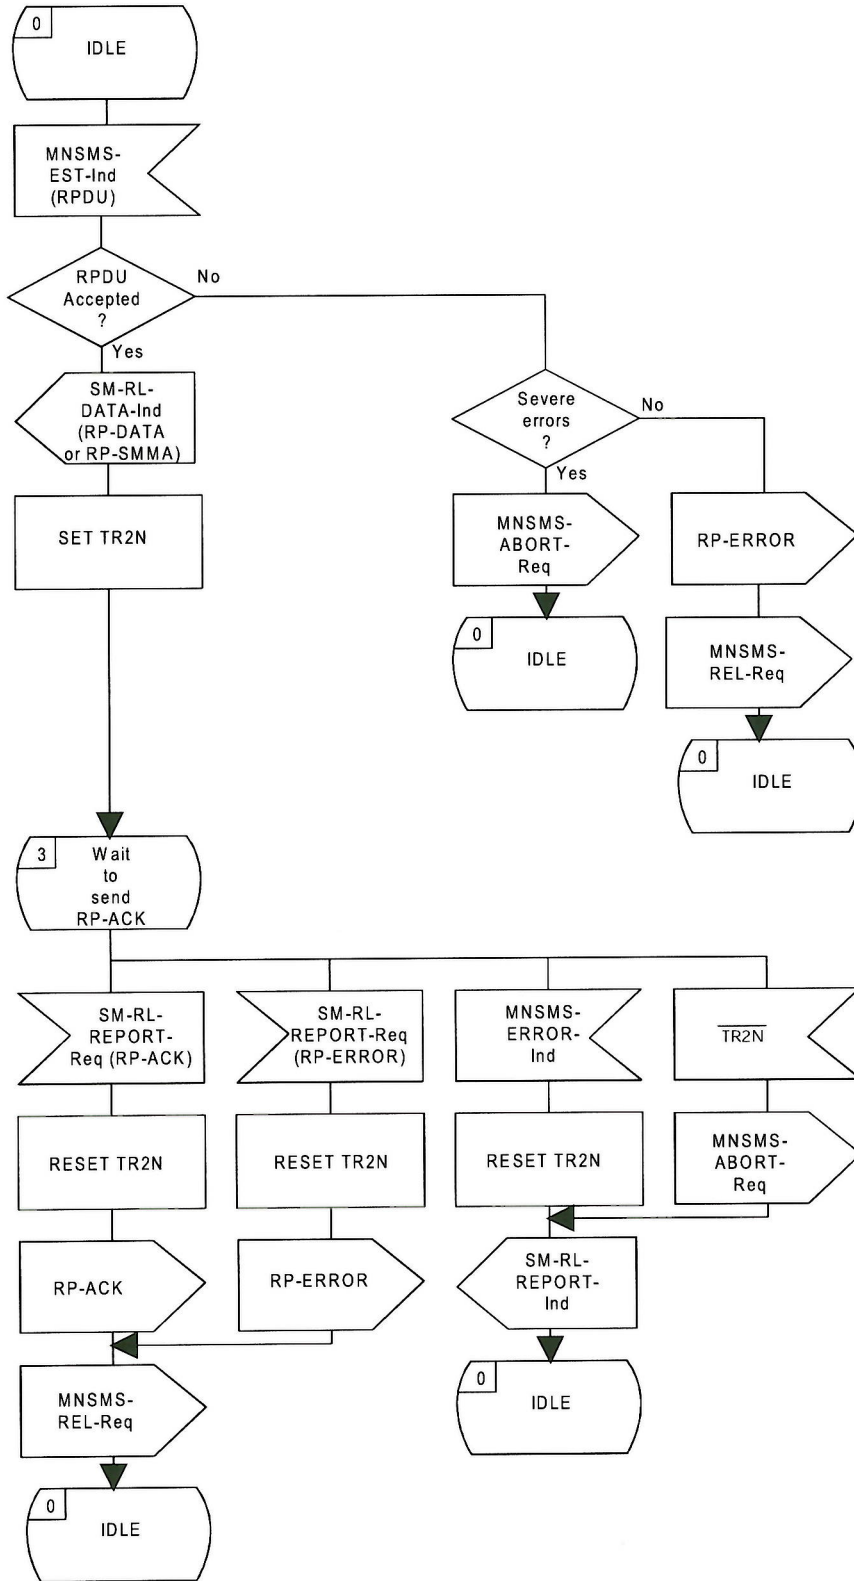 0
IDLE
MNSMS-
EST-Ind
(RPDU)
RPDU
Accepted
?
No
Yes
SM-RL-
DATA-Ind
(RP-DATA
or RP-SMMA)
SET TR2N
Severe
errors
?
No
Yes
MNSMS-
ABORT-
Req
RP-ERROR
0
IDLE
MNSMS-
REL-Req
0
IDLE
3
Wait
to
send
RP-ACK
SM-RL-
REPORT-
Req (RP-ACK)
SM-RL-
REPORT-Req
(RP-ERROR)
MNSMS-
ERROR-
Ind
TR2N
RESET TR2N
RESET TR2N
RESET TR2N
MNSMS-
ABORT-
Req
RP-ACK
RP-ERROR
SM-RL-
REPORT-
Ind
MNSMS-
REL-Req
0
IDLE
0
IDLE